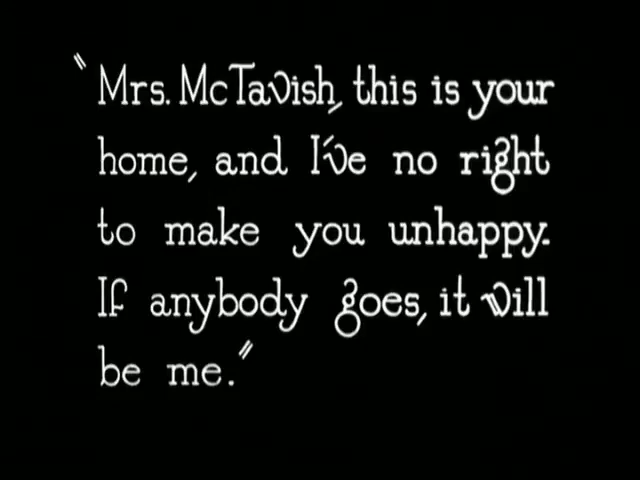 "Mrs. McTavish, this is your
home, and I've no right
to make you unhappy.
If anybody goes, it will
be me."